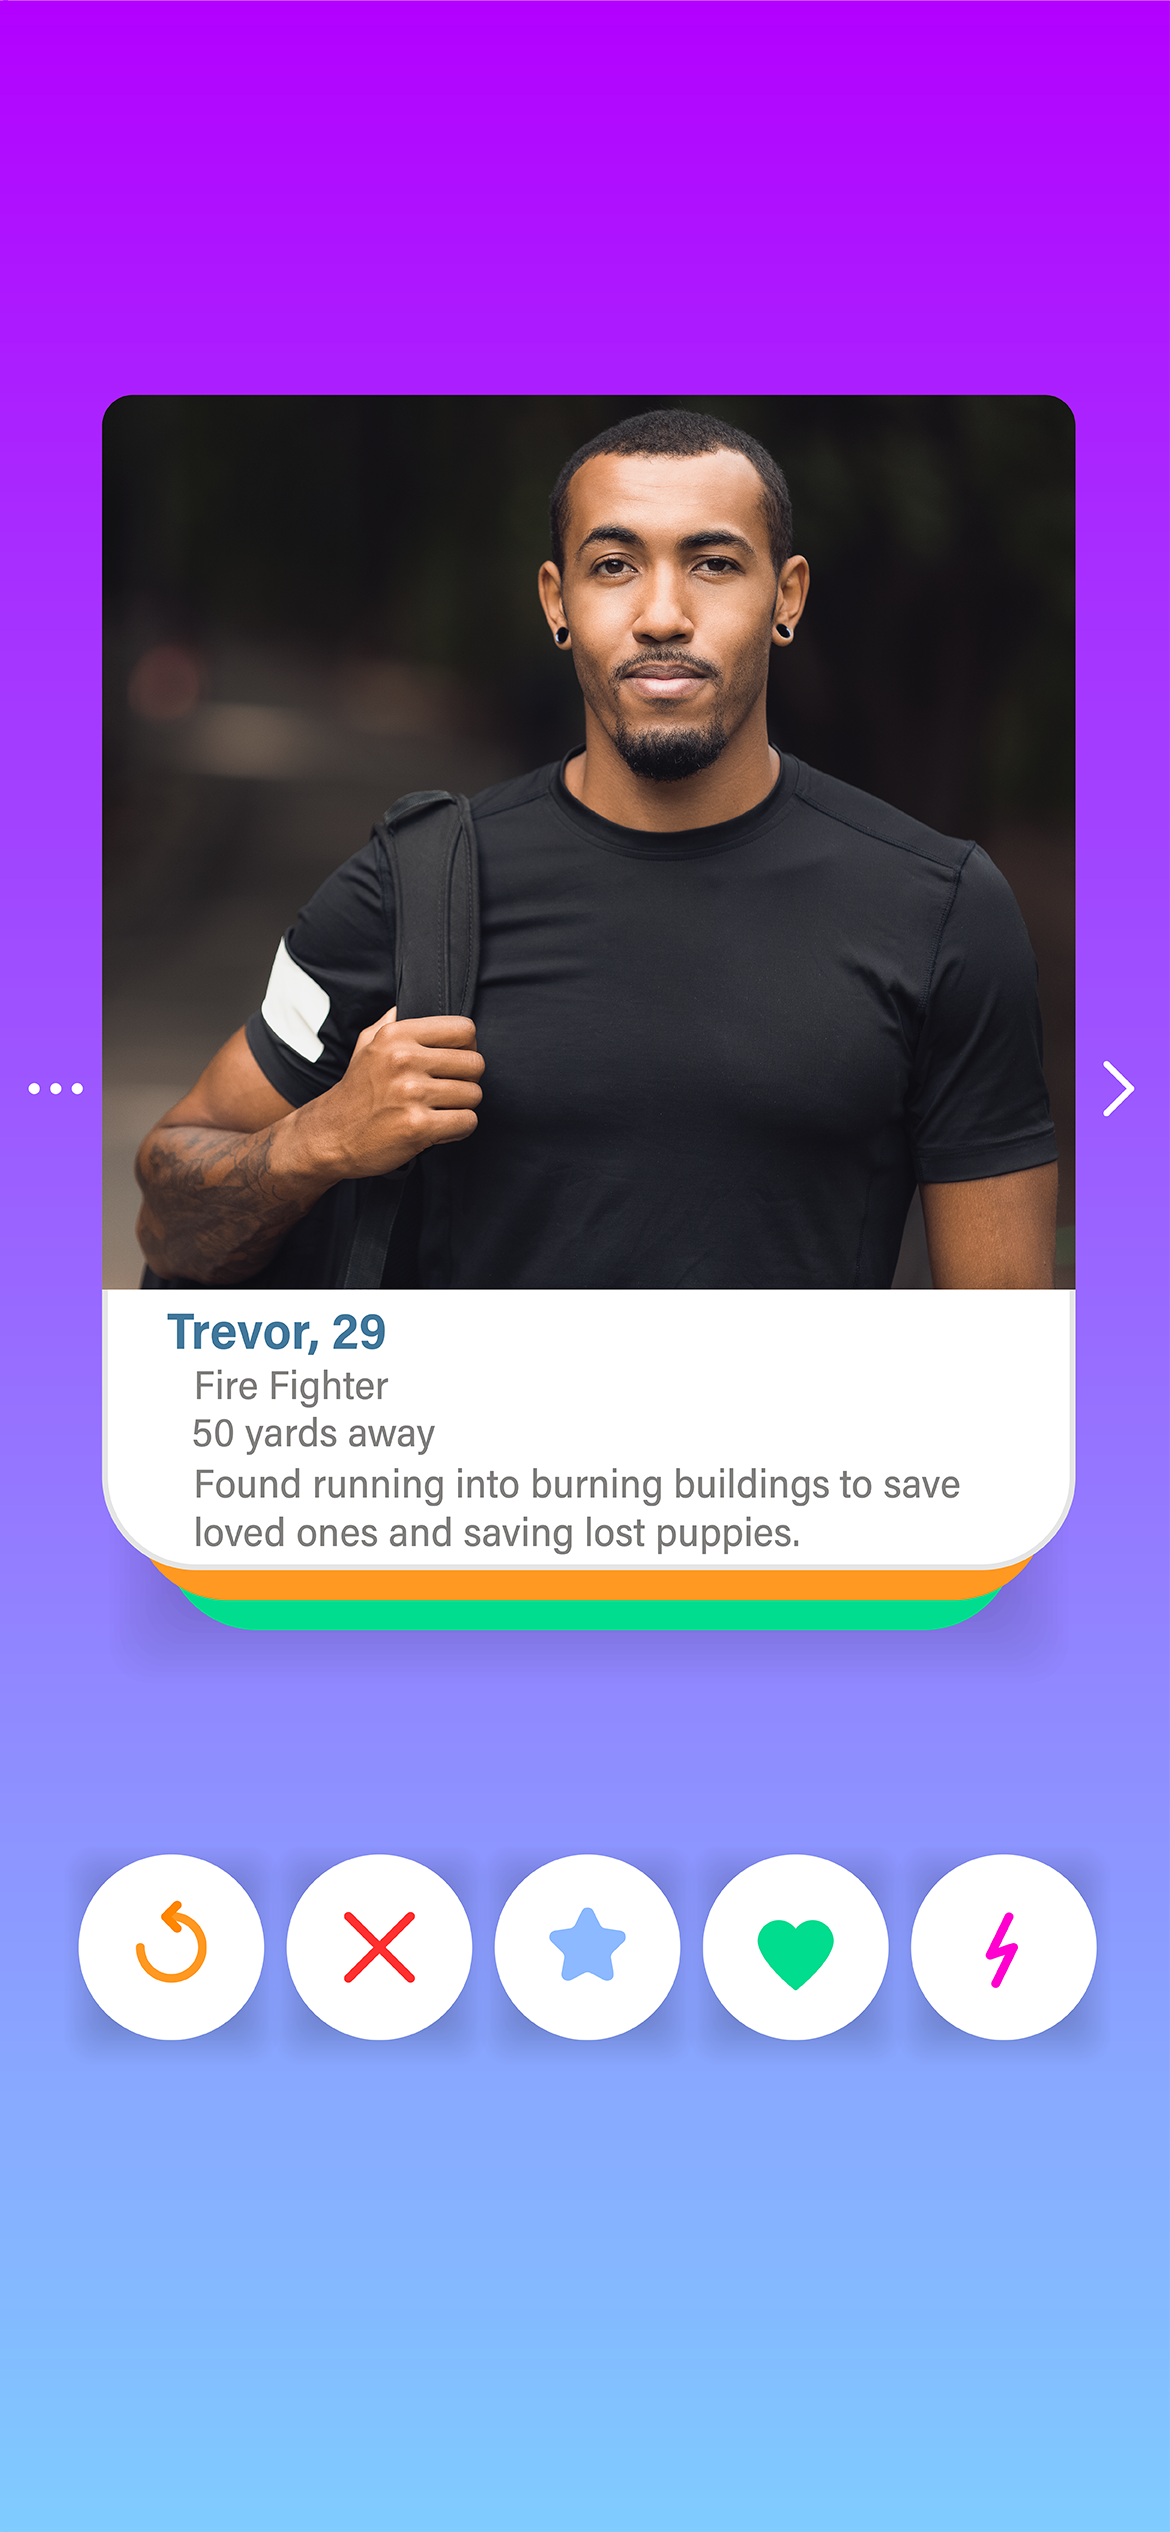 Trevor, 29
Fire Fighter
50 yards away
Found running into burning buildings to save
loved ones and saving lost puppies.